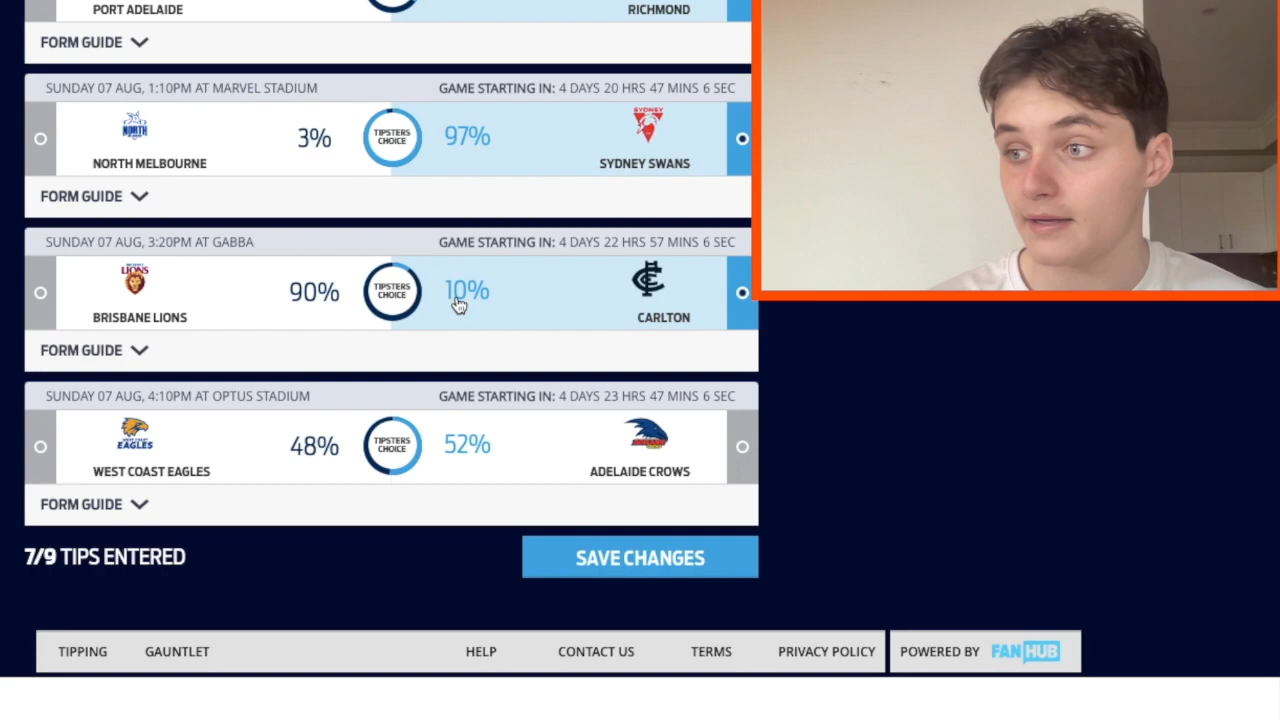 PORT ADELAIDE
RICHMOND
FORM GUIDE
SUNDAY 07 AUG, 1:10PM AT MARVEL STADIUM
GAME STARTING IN: 4 DAYS 20 HRS 47 MINS 6 SEC
NORTH
3%
TIPSTERS
CHOICE
97%
SYDNEY
NORTH MELBOURNE
SYDNEY SWANS
FORM GUIDE
SUNDAY 07 AUG, 3:20PM AT GABBA
GAME STARTING IN: 4 DAYS 22 HRS 57 MINS 6 SEC
LIONS
90%
TIPSTERS
CHOICE
10%
CFC
BRISBANE LIONS
CARLTON
FORM GUIDE
SUNDAY 07 AUG, 4:10PM AT OPTUS STADIUM
GAME STARTING IN: 4 DAYS 23 HRS 47 MINS 6 SEC
WEST COAST
EAGLES
48%
TIPSTERS
CHOICE
52%
WEST COAST EAGLES
ADELAIDE CROWS
FORM GUIDE
7/9 TIPS ENTERED
SAVE CHANGES
TIPPING GAUNTLET HELP CONTACT US TERMS PRIVACY POLICY POWERED BY FANHUB